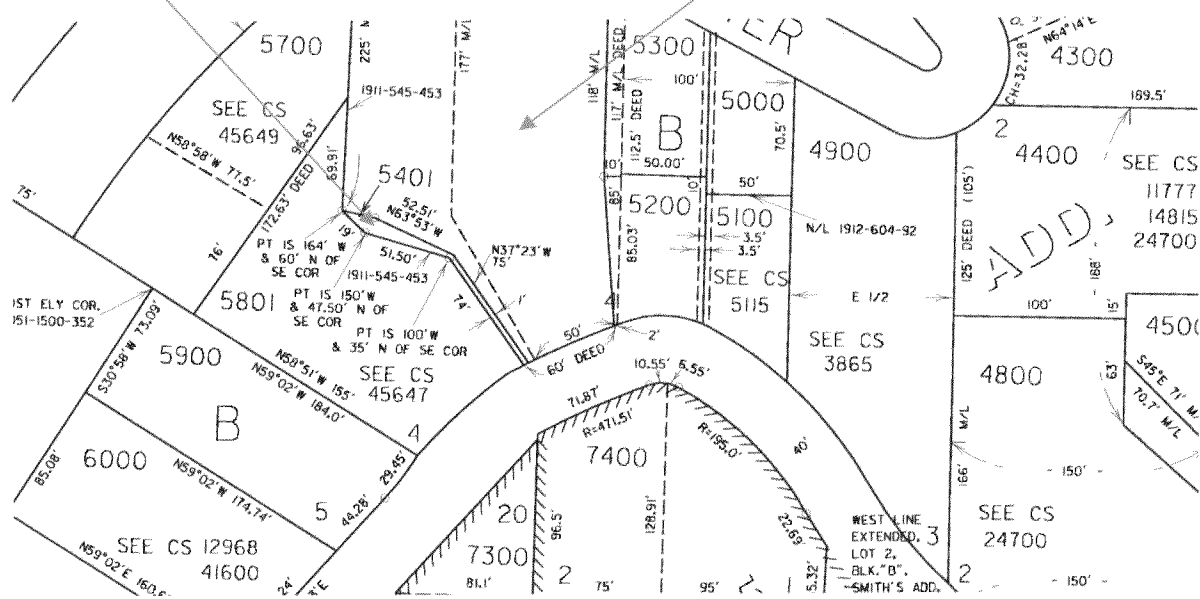 5700
225' N
177' M/L
118' M/L
117' M/L DEED
5300
100'
112.5' DEED
B
50.00'
10'
10'
ER
5000
70.5'
50'
CH=32.28'
N64°14'E
4300
189.5'
2
4400
4900
SEE CS
11777
14815
24700
SEE CS
45649
N58°58'W 77.5'
1911-545-453
69.91'
5401
52.51'
N63°53'W
172.63' DEED
75'
76'
19'
51.50'
1911-545-453
PT IS 164' W
& 60' N OF
SE COR
PT IS 150'W
& 47.50' N OF
SE COR
PT IS 100'W
& 35' N OF SE COR
N37°23'W
75'
74'
1'
85'
85.03'
5200
4
5100
3.5'
3.5'
N/L 1912-604-92
SEE CS
5115
E 1/2
SEE CS
3865
125' DEED (105')
ADD.
168'
100'
15'
5801
1ST ELY COR.
951-1500-352
S30°58'W 73.09'
5900
N58°51'W 155'
N59°02'W 184.0'
SEE CS
45647
50'
60' DEED
2'
10.55'
6.55'
71.87'
R=471.51'
R=195.0'
40'
4800
63'
4500
S45°E 71' M/
70.7' M/L
B
4
29.45'
44.28'
85.08'
6000
N59°02'W 174.74'
5
SEE CS 12968
41600
N59°02'E 160.6
24'
7400
128.91'
96.5'
20
7300
81.1'
2
75'
95'
22.69'
5.32'
M/L
166'
150'
SEE CS
24700
WEST LINE
EXTENDED,
LOT 2,
BLK."B",
SMITH'S ADD.
3
2
150'